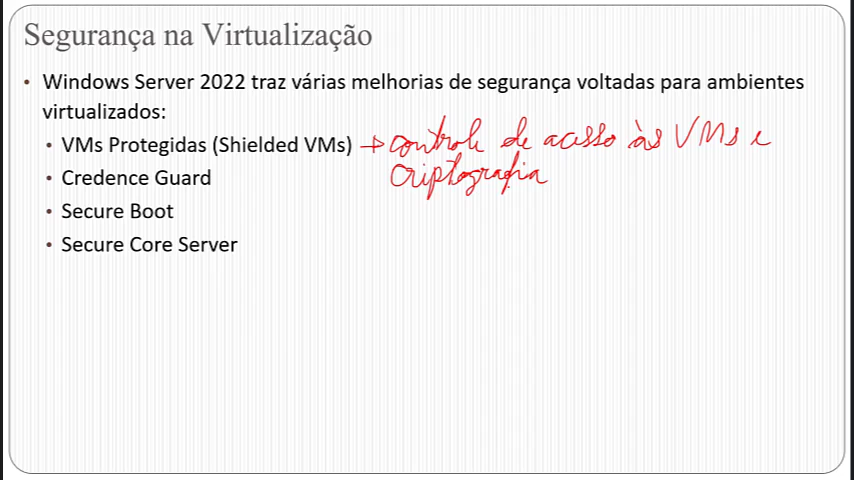 Segurança na Virtualização
• Windows Server 2022 traz várias melhorias de segurança voltadas para ambientes
virtualizados:
• VMs Protegidas (Shielded VMs) → controle de acesso às VMs e
criptografia
• Credence Guard
• Secure Boot
• Secure Core Server